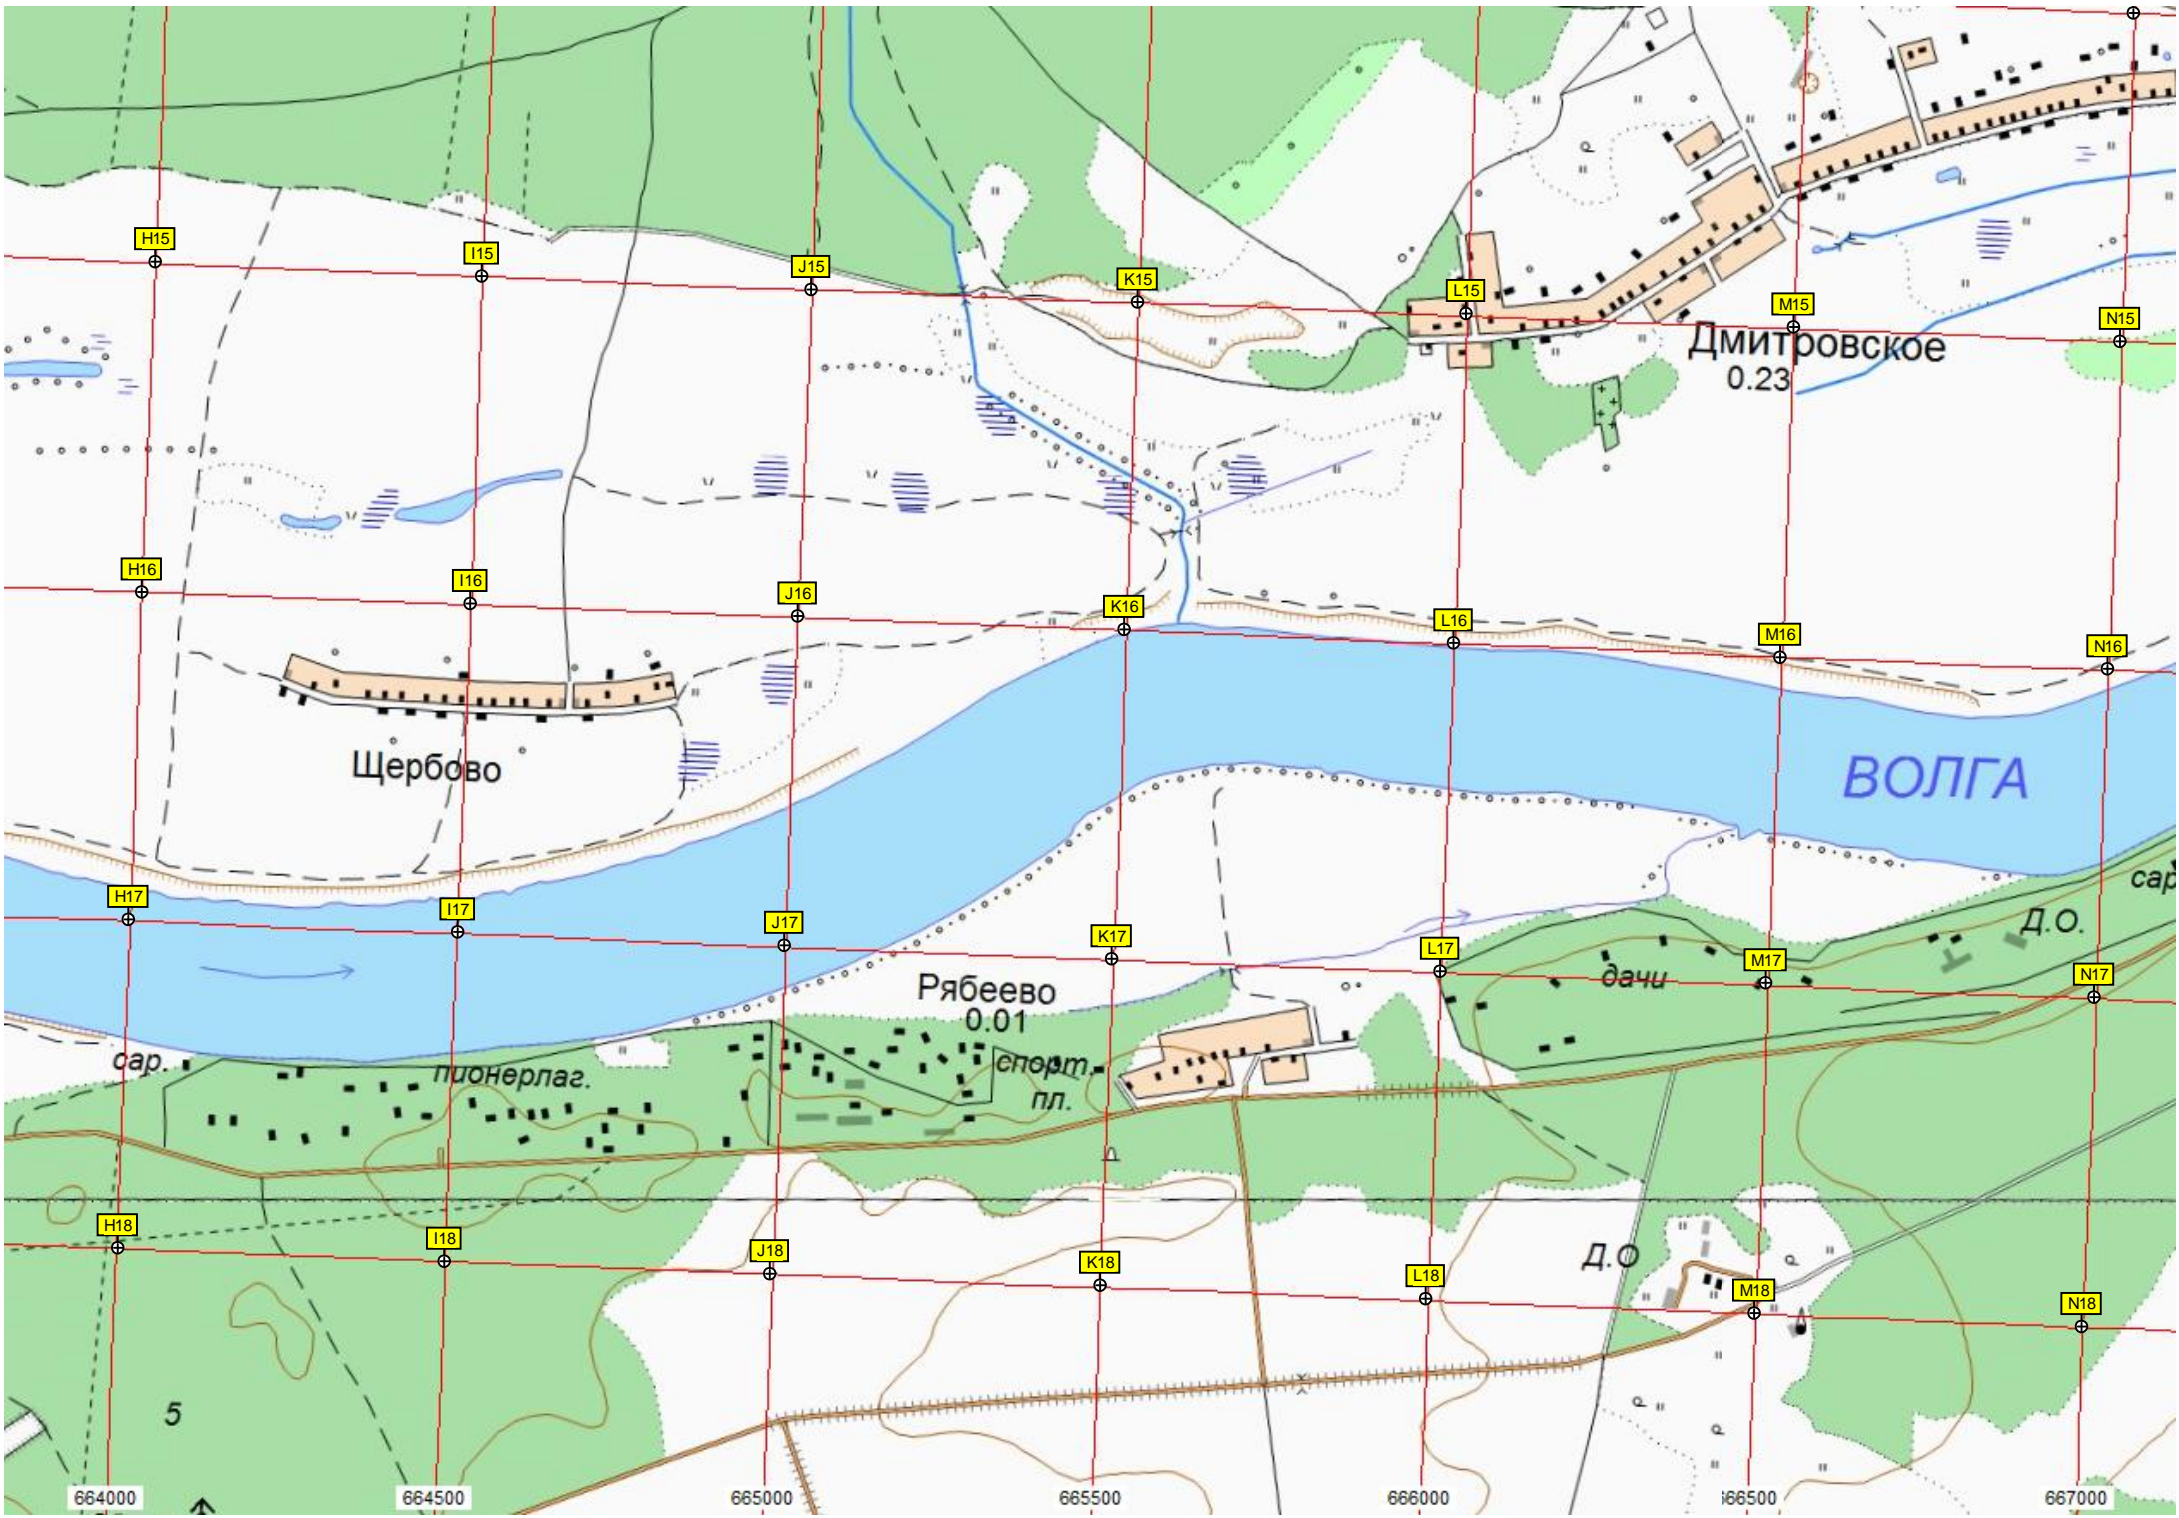 H15
I15
J15
K15
L15
M15
N15
Дмитровское
0.23
H16
I16
J16
K16
L16
M16
N16
Щербово
ВОЛГА
H17
I17
J17
K17
L17
M17
N17
сар
Д.О.
дачи
Рябеево
0.01
сар.
пионерлаг.
спорт.
пл.
H18
I18
J18
K18
L18
M18
N18
Д.О
5
664000
664500
665000
665500
666000
666500
667000